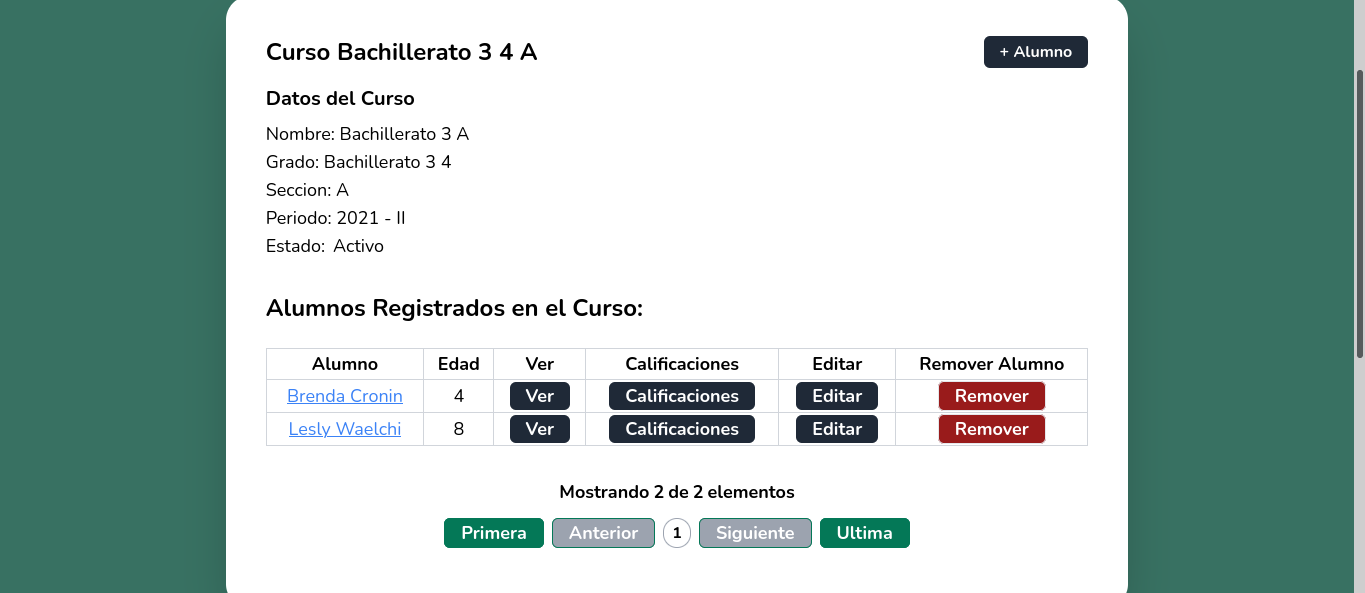 Curso Bachillerato 3 4 A
+ Alumno
Datos del Curso
Nombre: Bachillerato 3 A
Grado: Bachillerato 3 4
Seccion: A
Periodo: 2021 - II
Estado: Activo
Alumnos Registrados en el Curso:
Alumno Edad Ver Calificaciones Editar Remover Alumno
Brenda Cronin 4 Ver Calificaciones Editar Remover
Lesly Waelchi 8 Ver Calificaciones Editar Remover
Mostrando 2 de 2 elementos
Primera Anterior 1 Siguiente Ultima